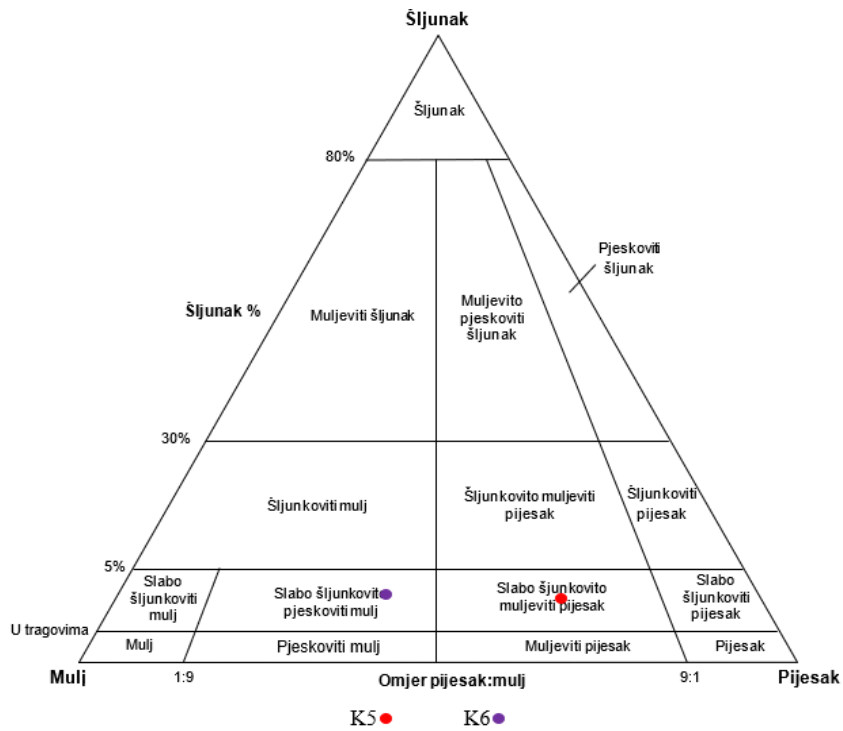 Šljunak
Šljunak
80%
Pjeskoviti
šljunak
Šljunak %
Muljeviti šljunak
Muljevito
pjeskoviti
šljunak
30%
Šljunkoviti mulj
Šljunkovito muljeviti
pijesak
Šljunkoviti
pijesak
5%
Slabo
šljunkoviti
mulj
Slabo šljunkovito
pjeskoviti mulj
Slabo šjunkovito
muljeviti pijesak
Slabo
šljunkoviti
pijesak
U tragovima
Mulj
Pjeskoviti mulj
Muljeviti pijesak
Pijesak
Mulj
1:9
Omjer pijesak:mulj
9:1
Pijesak
K5
K6